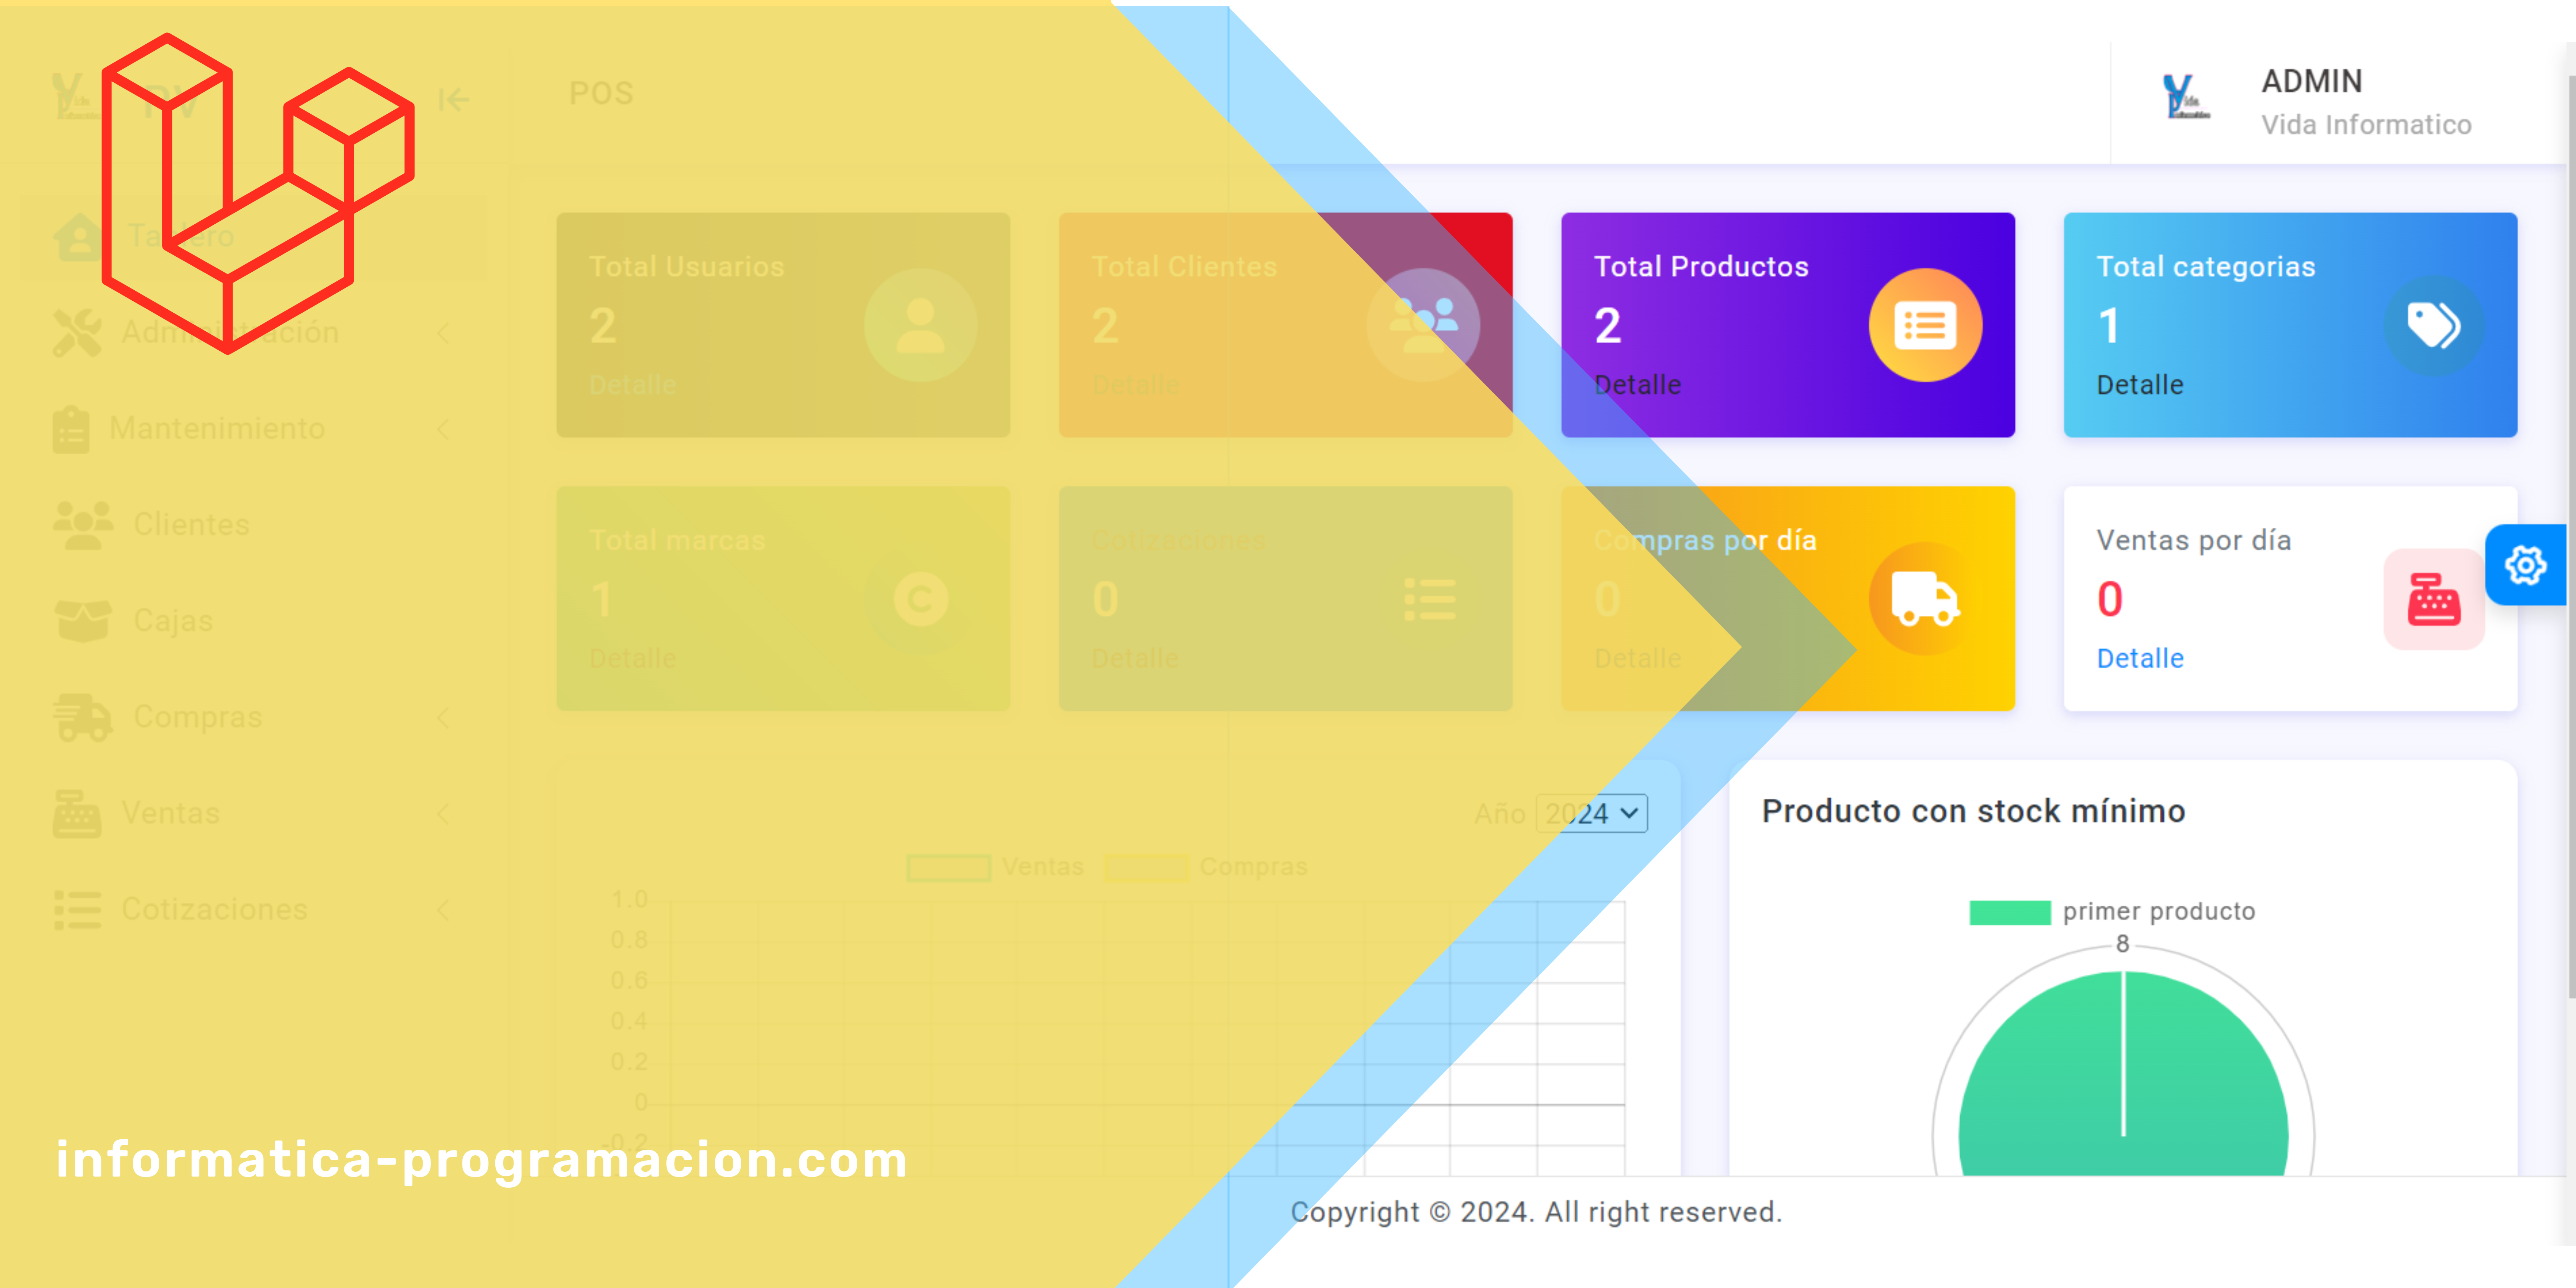 PV
POS
ADMIN
Vida Informatico
Tablero
Administración
Mantenimiento
Clientes
Cajas
Compras
Ventas
Cotizaciones
Total Usuarios
2
Detalle
Total Clientes
2
Detalle
Total Productos
2
Detalle
Total categorias
1
Detalle
Total marcas
1
Detalle
Cotizaciones
0
Detalle
Compras por día
0
Detalle
Ventas por día
0
Detalle
Año 2024
Ventas Compras
1.0
0.8
0.6
0.4
0.2
0
-0.2
Producto con stock mínimo
primer producto
8
informatica-programacion.com
Copyright © 2024. All right reserved.